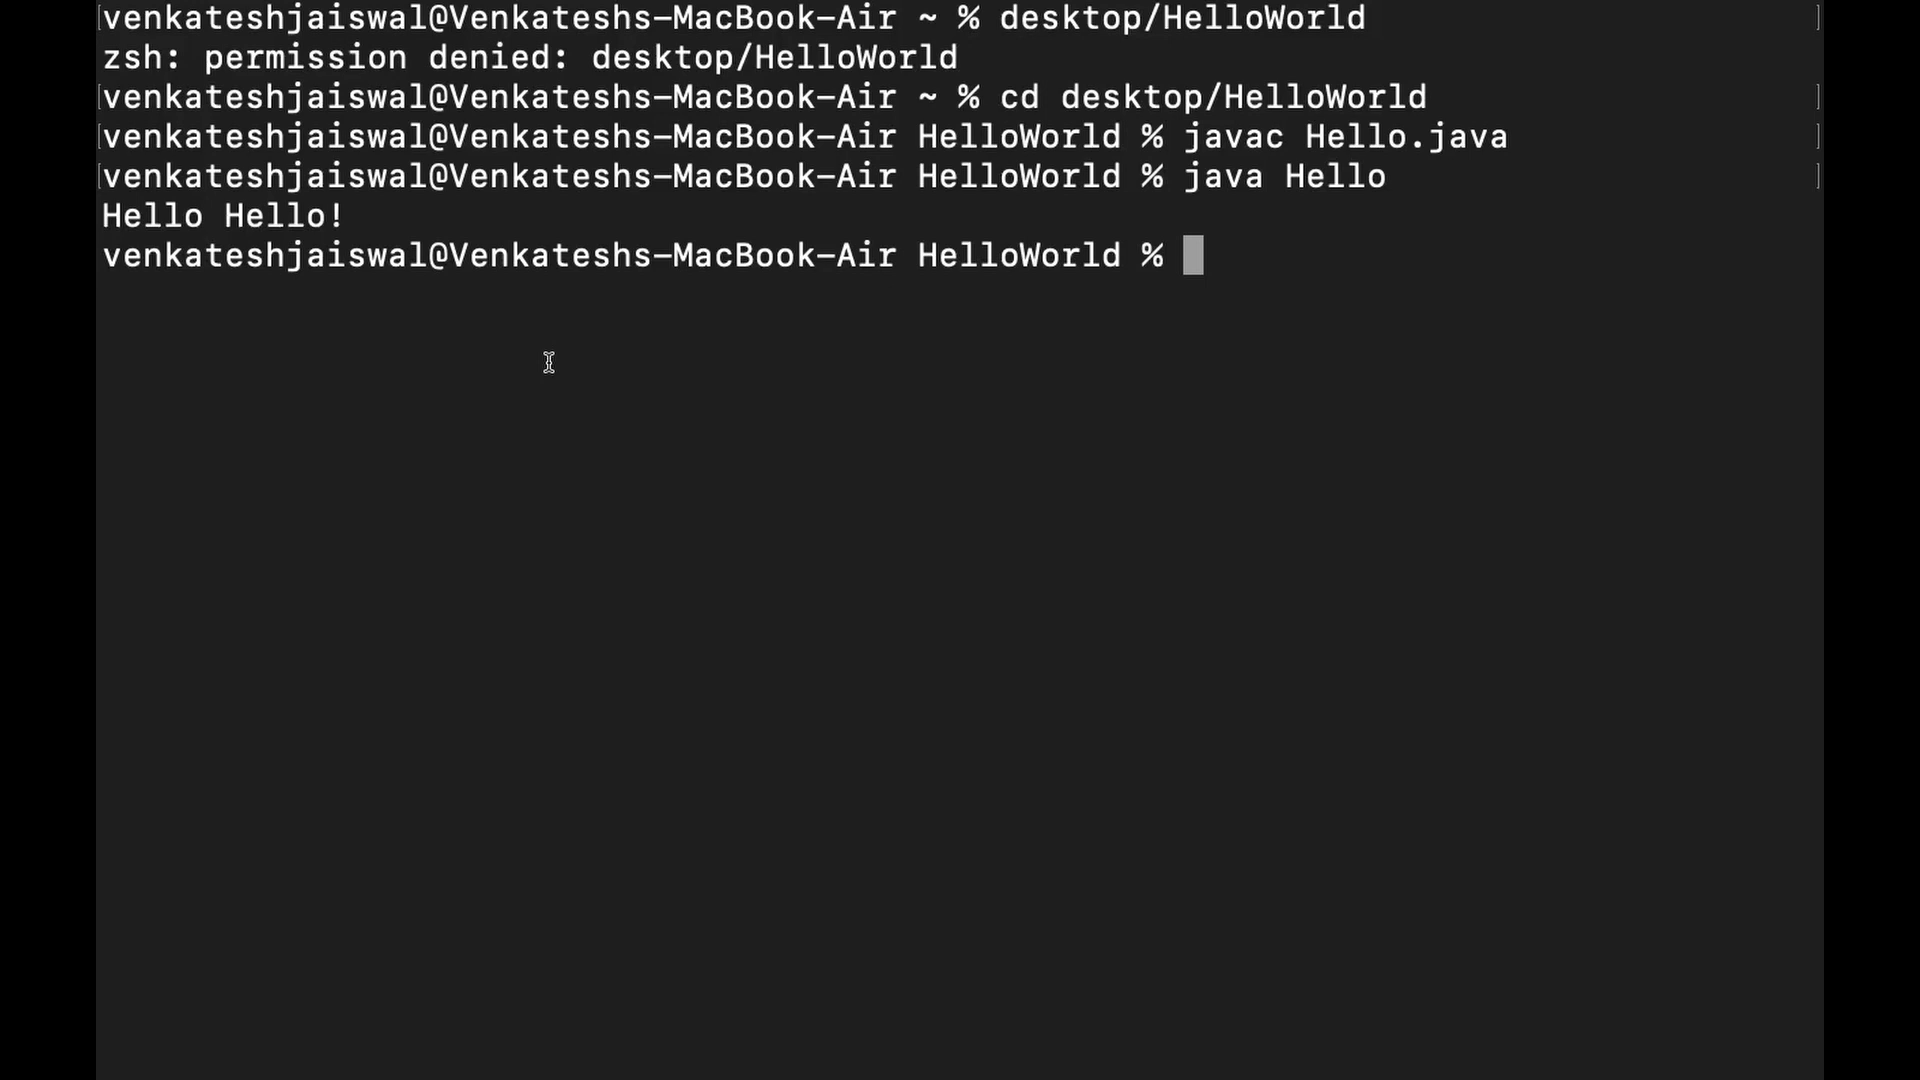 [venkateshjaiswal@Venkateshs-MacBook-Air ~ % desktop/HelloWorld ]
zsh: permission denied: desktop/HelloWorld
[venkateshjaiswal@Venkateshs-MacBook-Air ~ % cd desktop/HelloWorld ]
[venkateshjaiswal@Venkateshs-MacBook-Air HelloWorld % javac Hello.java ]
[venkateshjaiswal@Venkateshs-MacBook-Air HelloWorld % java Hello ]
Hello Hello!
venkateshjaiswal@Venkateshs-MacBook-Air HelloWorld %